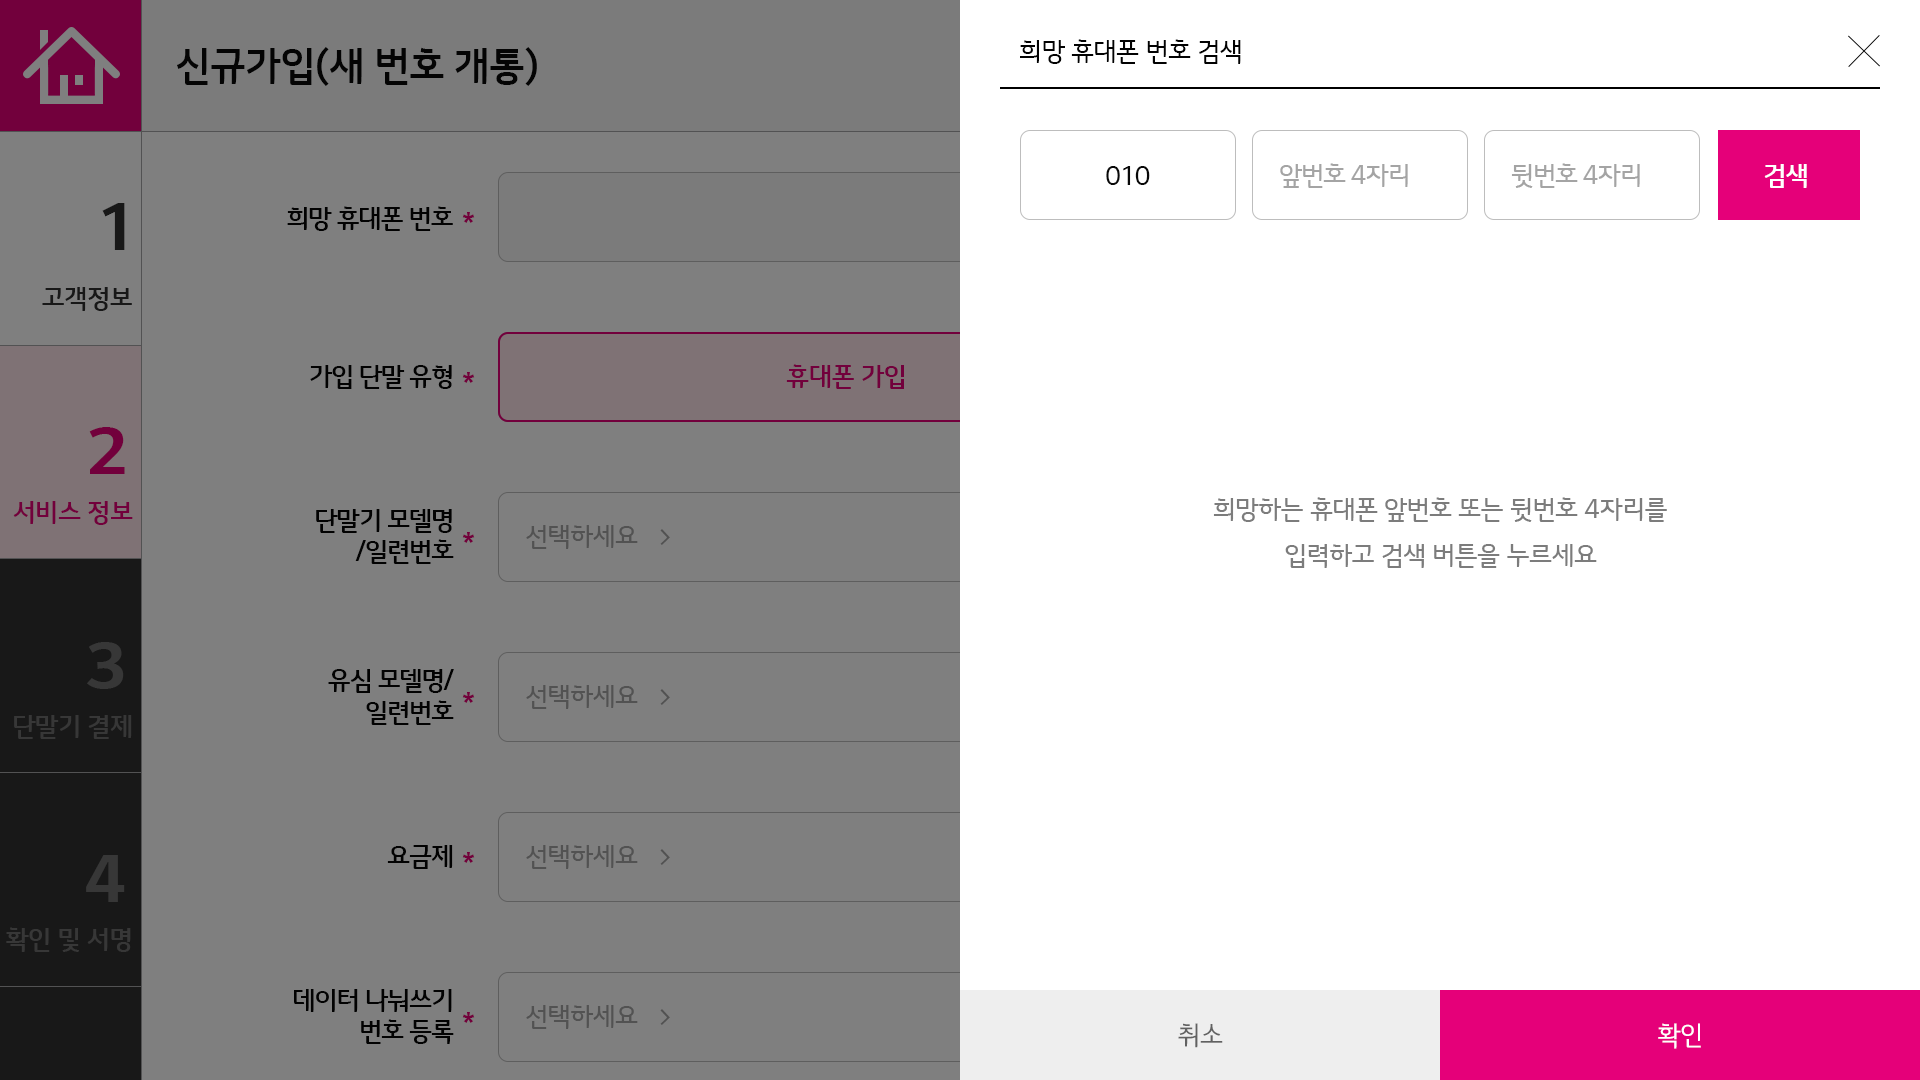 신규가입(새 번호 개통)
1
고객정보
2
서비스 정보
3
단말기 결제
4
확인 및 서명
희망 휴대폰 번호 *
가입 단말 유형 *
휴대폰 가입
단말기 모델명
/일련번호 *
선택하세요 >
유심 모델명/
일련번호 *
선택하세요 >
요금제 *
선택하세요 >
데이터 나눠쓰기
번호 등록 *
선택하세요 >
희망 휴대폰 번호 검색
010
앞번호 4자리
뒷번호 4자리
검색
희망하는 휴대폰 앞번호 또는 뒷번호 4자리를
입력하고 검색 버튼을 누르세요
취소
확인